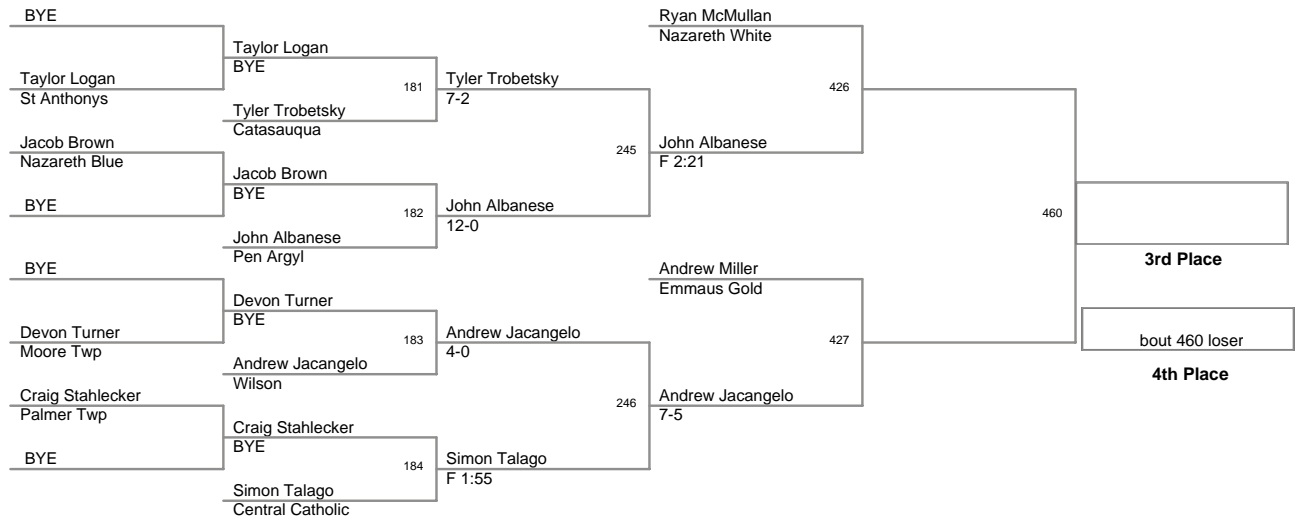 BYE
Taylor Logan
St Anthonys
Jacob Brown
Nazareth Blue
BYE
BYE
Devon Turner
Moore Twp
Craig Stahlecker
Palmer Twp
BYE
Taylor Logan
BYE
181
Tyler Trobetsky
Catasauqua
Jacob Brown
BYE
182
John Albanese
Pen Argyl
Devon Turner
BYE
183
Andrew Jacangelo
Wilson
Craig Stahlecker
BYE
184
Simon Talago
Central Catholic
Tyler Trobetsky
7-2
245
John Albanese
12-0
Andrew Jacangelo
4-0
246
Simon Talago
F 1:55
Ryan McMullan
Nazareth White
426
John Albanese
F 2:21
Andrew Miller
Emmaus Gold
427
Andrew Jacangelo
7-5
460
3rd Place
bout 460 loser
4th Place